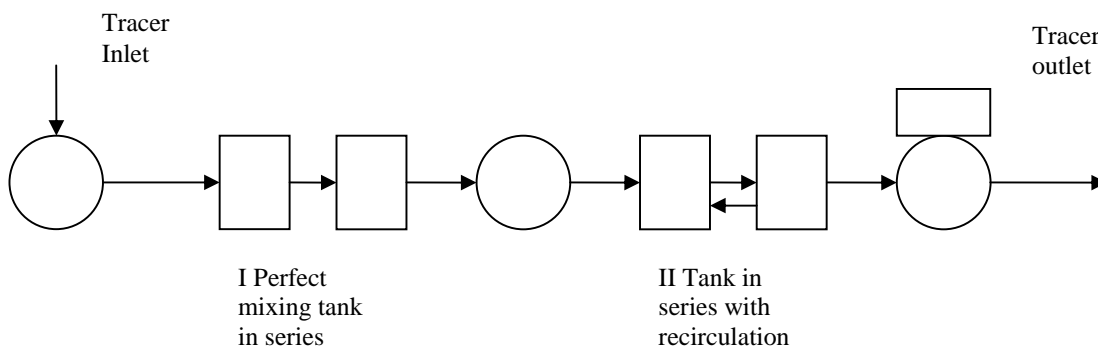 Tracer
Inlet
Tracer
outlet
I Perfect
mixing tank
in series
II Tank in
series with
recirculation